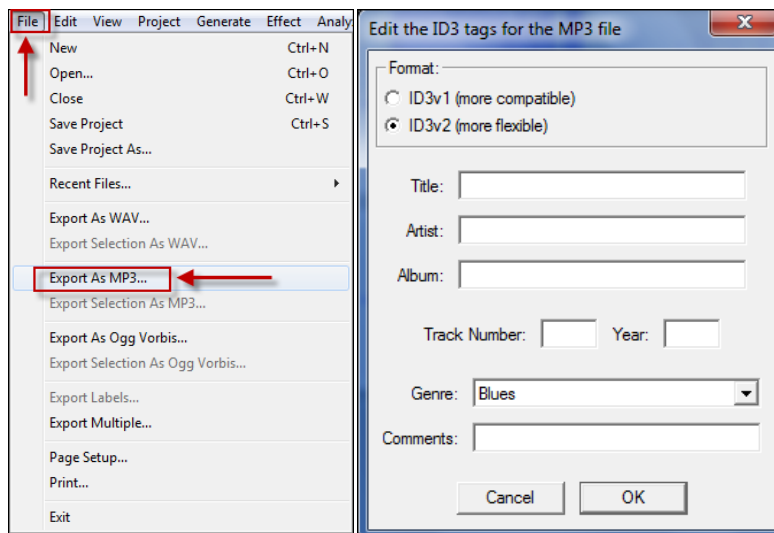 File Edit View Project Generate Effect Analy
New Ctrl+N
Open... Ctrl+O
Close Ctrl+W
Save Project Ctrl+S
Save Project As...
Recent Files...
Export As WAV...
Export Selection As WAV...
Export As MP3...
Export Selection As MP3...
Export As Ogg Vorbis...
Export Selection As Ogg Vorbis...
Export Labels...
Export Multiple...
Page Setup...
Print...
Exit
Edit the ID3 tags for the MP3 file
Format:
ID3v1 (more compatible)
ID3v2 (more flexible)
Title:
Artist:
Album:
Track Number: Year:
Genre: Blues
Comments:
Cancel OK